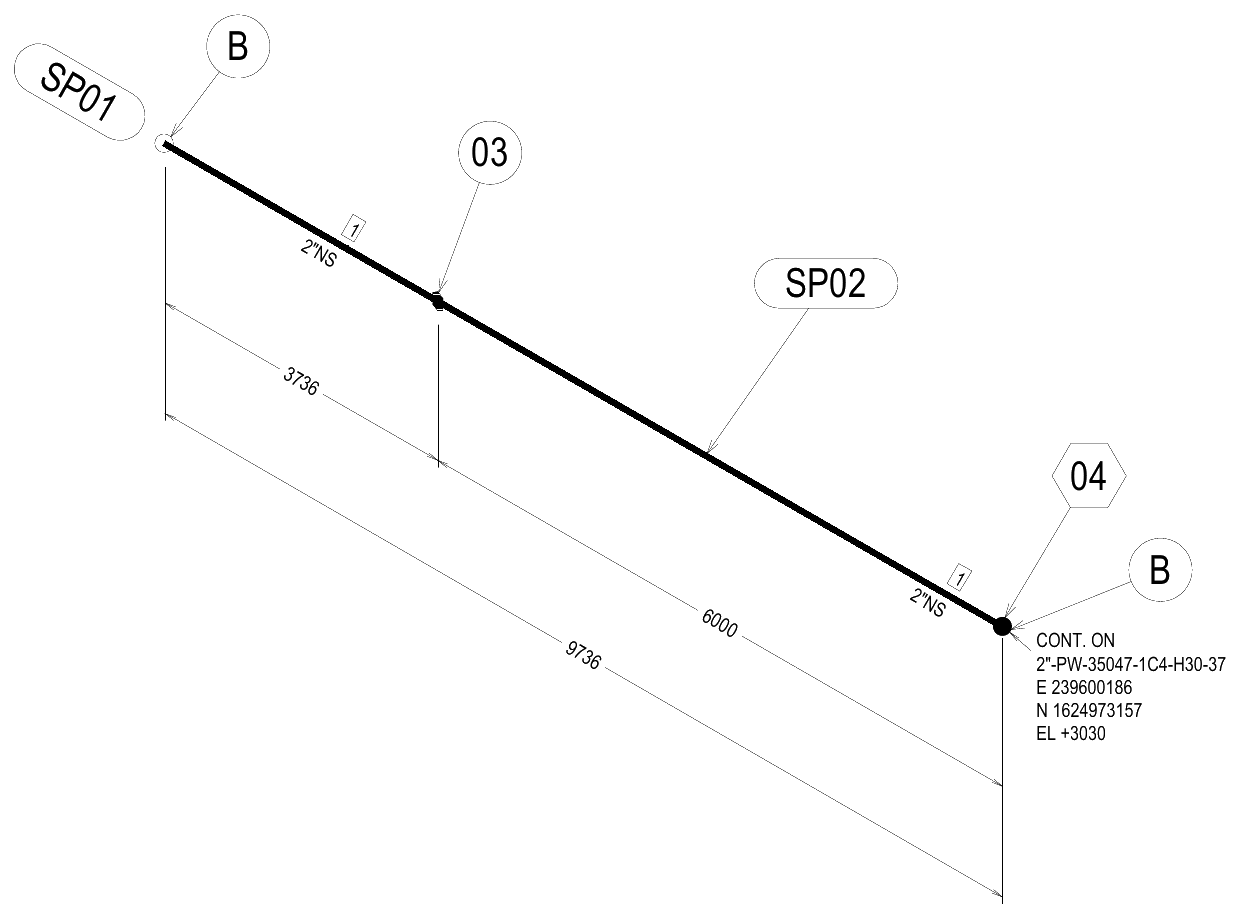 B
SP01
03
1
2"NS
SP02
3736
04
B
1
2"NS
6000
9736
CONT. ON
2"-PW-35047-1C4-H30-37
E 239600186
N 1624973157
EL +3030